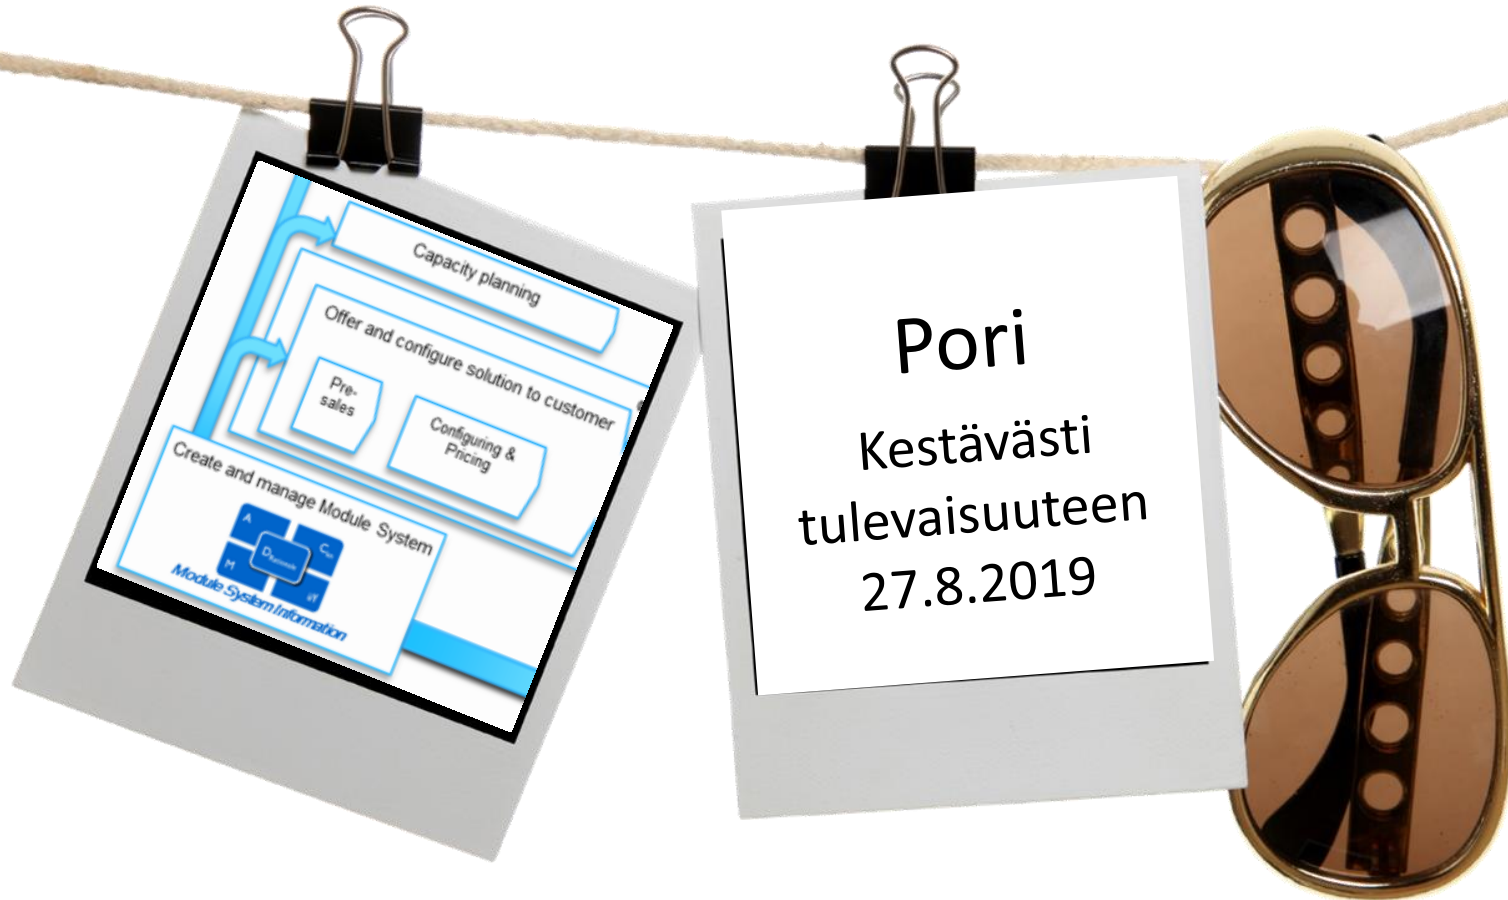 Capacity planning
Offer and configure solution to customer
Pre-
sales
Configuring &
Pricing
Create and manage Module System
A
D
M
Module System Information
Pori
Kestävästi
tulevaisuuteen
27.8.2019